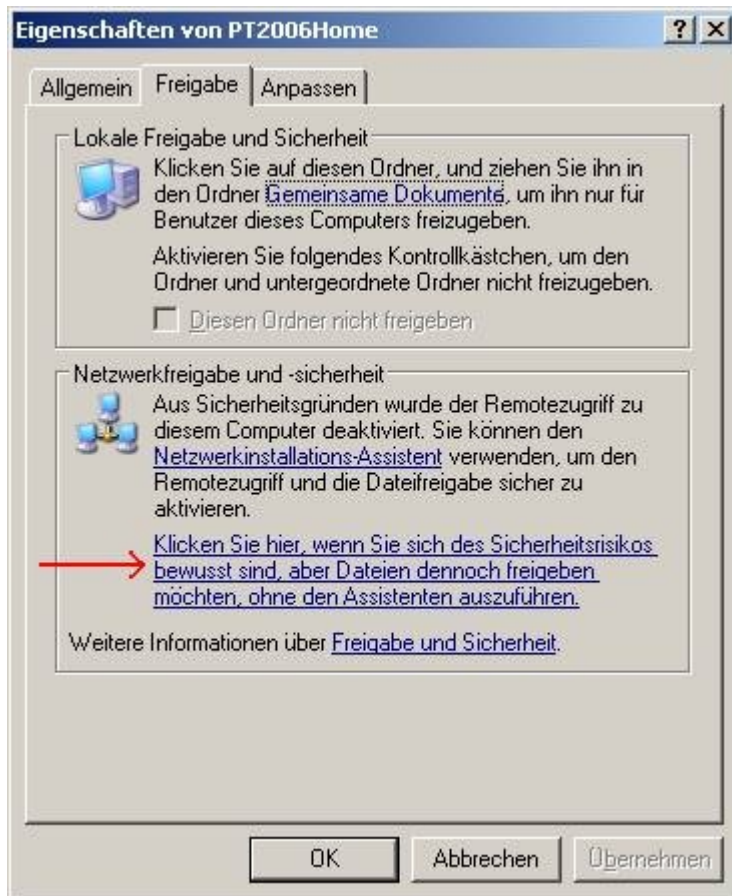 Eigenschaften von PT2006Home
Allgemein Freigabe Anpassen
Lokale Freigabe und Sicherheit
Klicken Sie auf diesen Ordner, und ziehen Sie ihn in
den Ordner Gemeinsame Dokumente, um ihn nur für
Benutzer dieses Computers freizugeben.
Aktivieren Sie folgendes Kontrollkästchen, um den
Ordner und untergeordnete Ordner nicht freizugeben.
Diesen Ordner nicht freigeben
Netzwerkfreigabe und -sicherheit
Aus Sicherheitsgründen wurde der Remotezugriff zu
diesem Computer deaktiviert. Sie können den
Netzwerkinstallations-Assistent verwenden, um den
Remotezugriff und die Dateifreigabe sicher zu
aktivieren.
Klicken Sie hier, wenn Sie sich des Sicherheitsrisikos
bewusst sind, aber Dateien dennoch freigeben
möchten, ohne den Assistenten auszuführen.
Weitere Informationen über Freigabe und Sicherheit.
OK Abbrechen Übernehmen